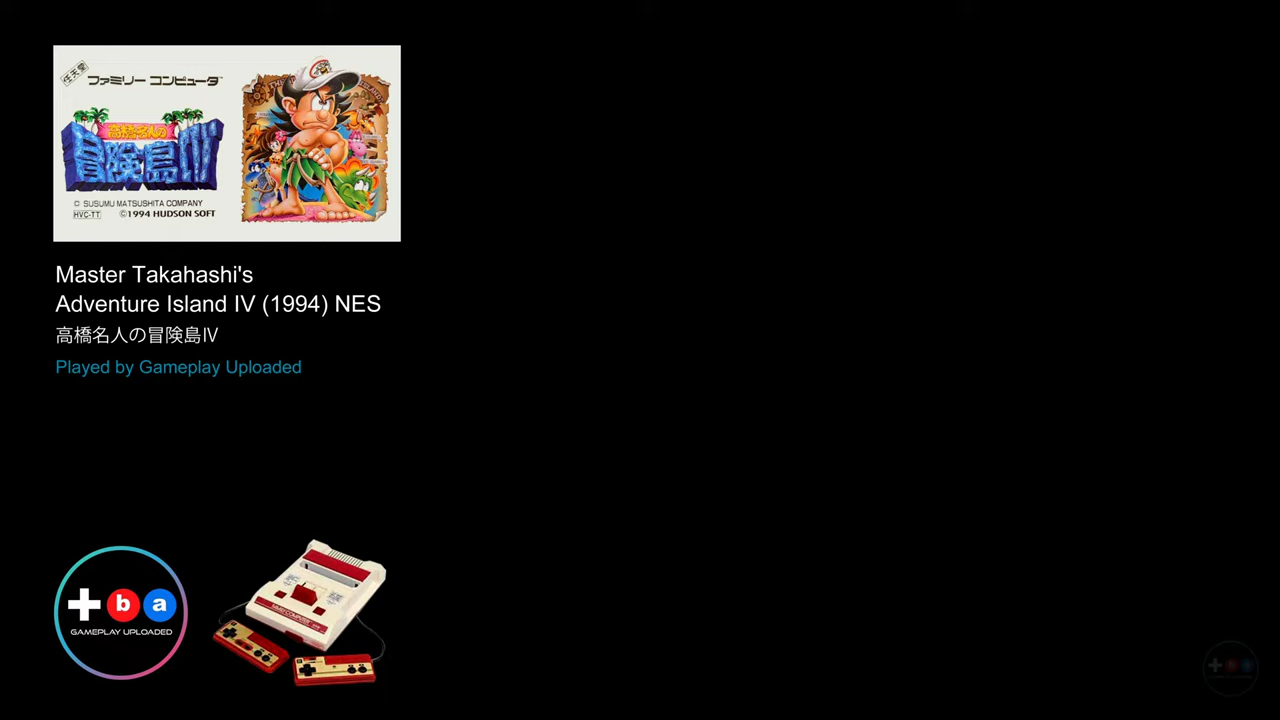 任天堂
ファミリー コンピュータ™
高橋名人の
冒険島IV
© SUSUMU MATSUSHITA COMPANY
HVC-TT ©1994 HUDSON SOFT
Master Takahashi's
Adventure Island IV (1994) NES
高橋名人の冒険島IV
Played by Gameplay Uploaded
b a
GAMEPLAY UPLOADED